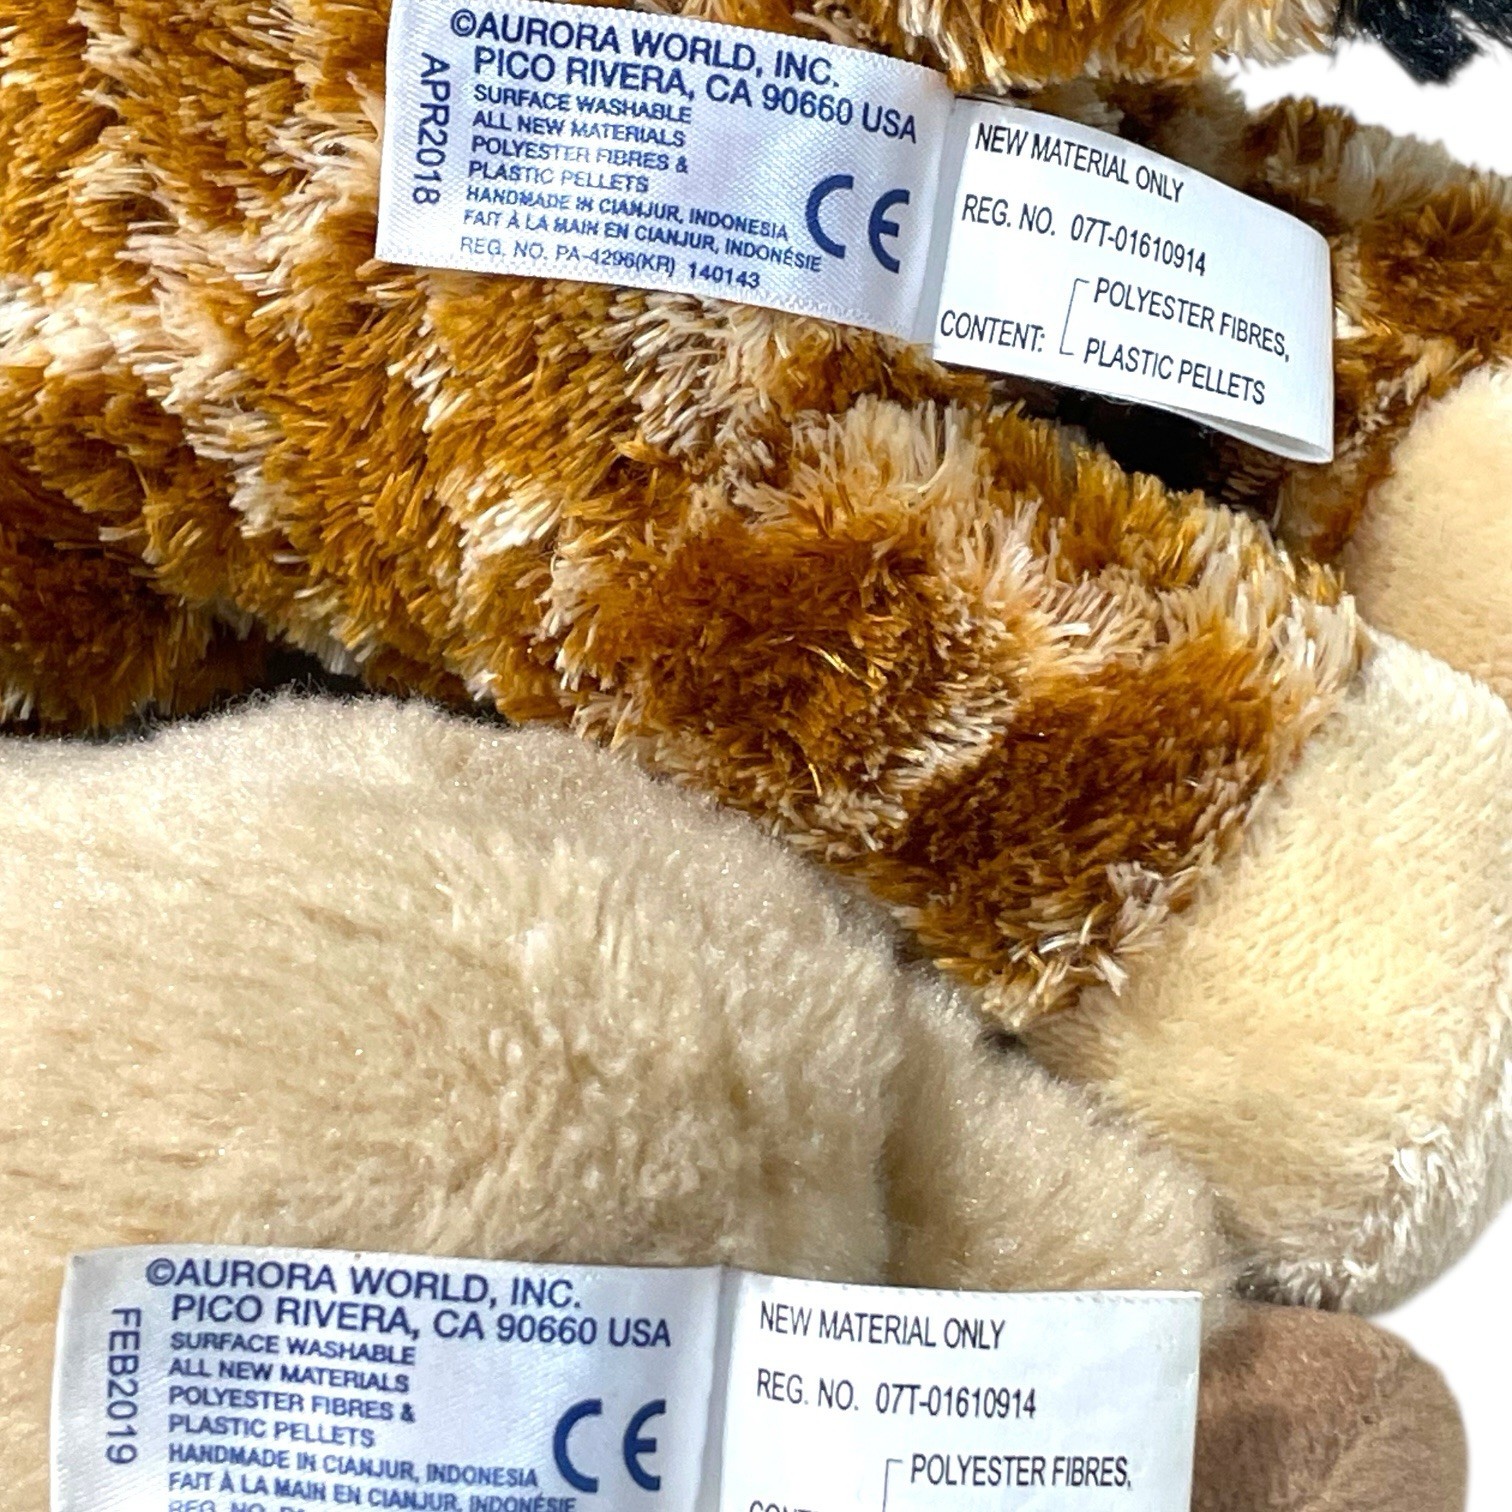 ©AURORA WORLD, INC.
PICO RIVERA, CA 90660 USA
SURFACE WASHABLE
ALL NEW MATERIALS
POLYESTER FIBRES &
PLASTIC PELLETS
HANDMADE IN CIANJUR, INDONESIA
FAIT À LA MAIN EN CIANJUR, INDONÉSIE
REG. NO. PA-4296(KR) 140143
APR2018
CE
NEW MATERIAL ONLY
REG. NO. 07T-01610914
CONTENT:
POLYESTER FIBRES,
PLASTIC PELLETS
©AURORA WORLD, INC.
PICO RIVERA, CA 90660 USA
SURFACE WASHABLE
ALL NEW MATERIALS
POLYESTER FIBRES &
PLASTIC PELLETS
HANDMADE IN CIANJUR, INDONESIA
FAIT À LA MAIN EN CIANJUR, INDONÉSIE
REG. NO.
FEB2019
CE
NEW MATERIAL ONLY
REG. NO. 07T-01610914
POLYESTER FIBRES,